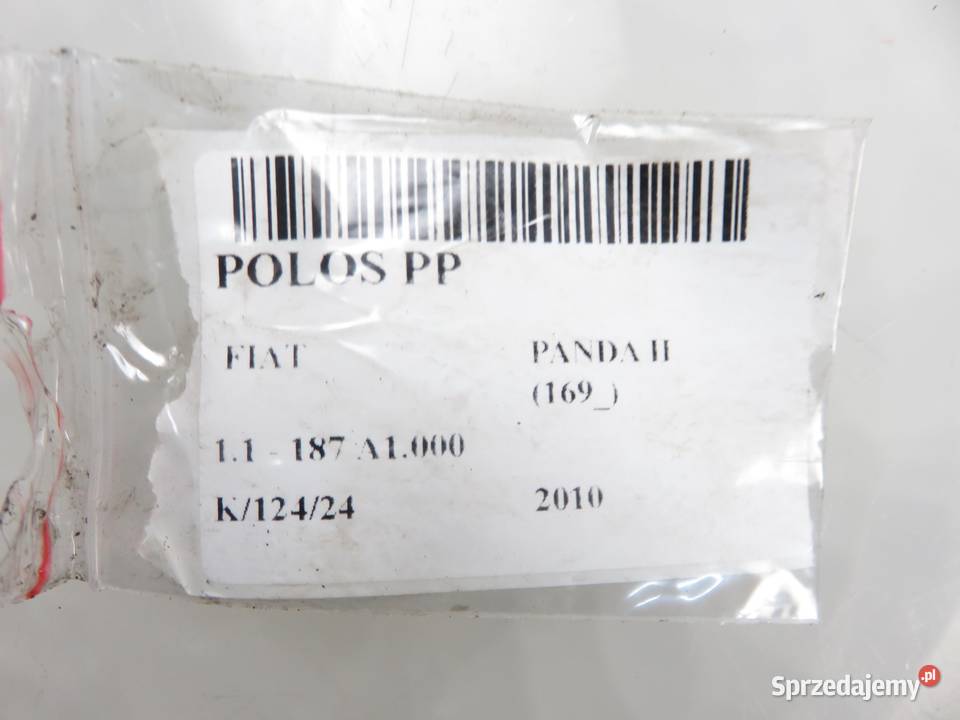 POLOS PP
FIAT PANDA II
(169_)
1.1 - 187 A1.000
K/124/24 2010
Sprzedajemy.pl